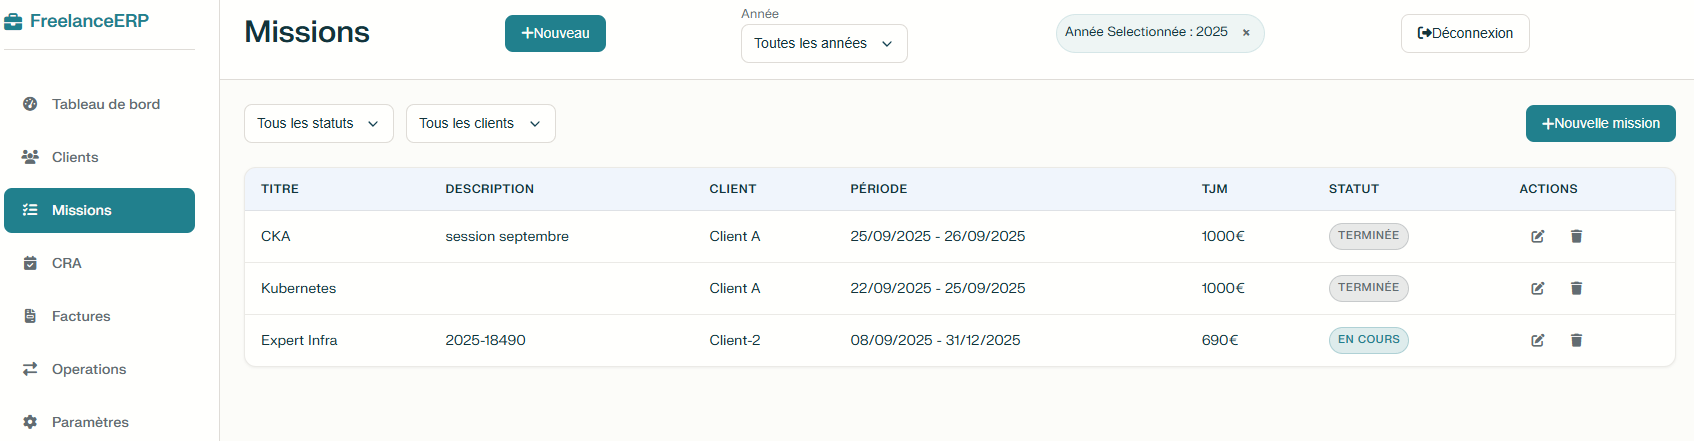 FreelanceERP
Tableau de bord
Clients
Missions
CRA
Factures
Operations
Paramètres
Missions
Nouveau
Année
Toutes les années
Année Selectionnée : 2025 ×
Déconnexion
Tous les statuts
Tous les clients
Nouvelle mission
TITRE DESCRIPTION CLIENT PÉRIODE TJM STATUT ACTIONS
CKA session septembre Client A 25/09/2025 - 26/09/2025 1000€ TERMINÉE
Kubernetes Client A 22/09/2025 - 25/09/2025 1000€ TERMINÉE
Expert Infra 2025-18490 Client-2 08/09/2025 - 31/12/2025 690€ EN COURS